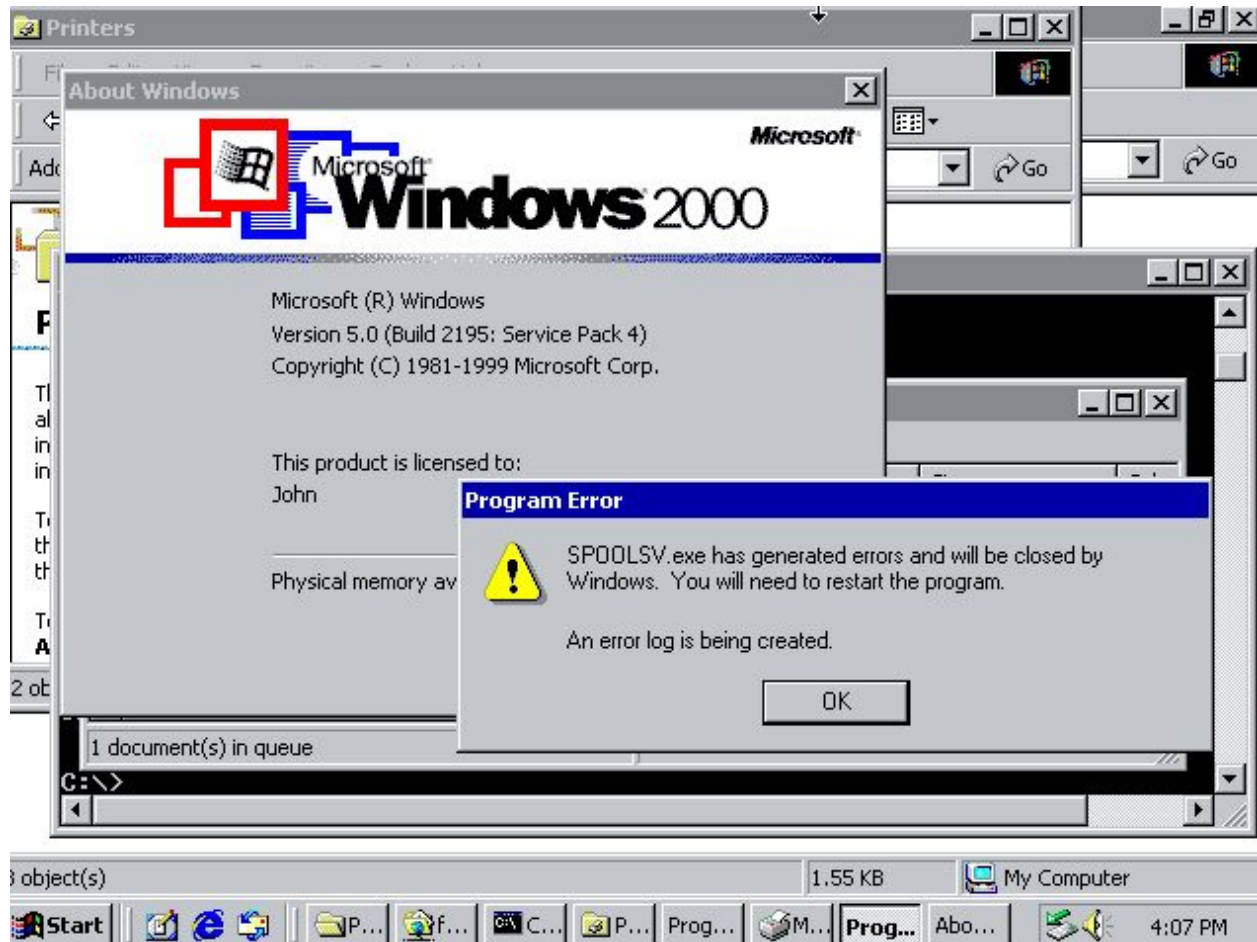 Printers
About Windows
Microsoft
Microsoft
Windows 2000
Go
Go
Microsoft (R) Windows
Version 5.0 (Build 2195: Service Pack 4)
Copyright (C) 1981-1999 Microsoft Corp.
This product is licensed to:
John
Physical memory av
Program Error
SPOOLSV.exe has generated errors and will be closed by
Windows. You will need to restart the program.
An error log is being created.
OK
2 ob
1 document(s) in queue
C:\>
object(s)
1.55 KB
My Computer
Start
P...
f...
C...
P...
Prog...
M...
Prog...
Abo...
4:07 PM